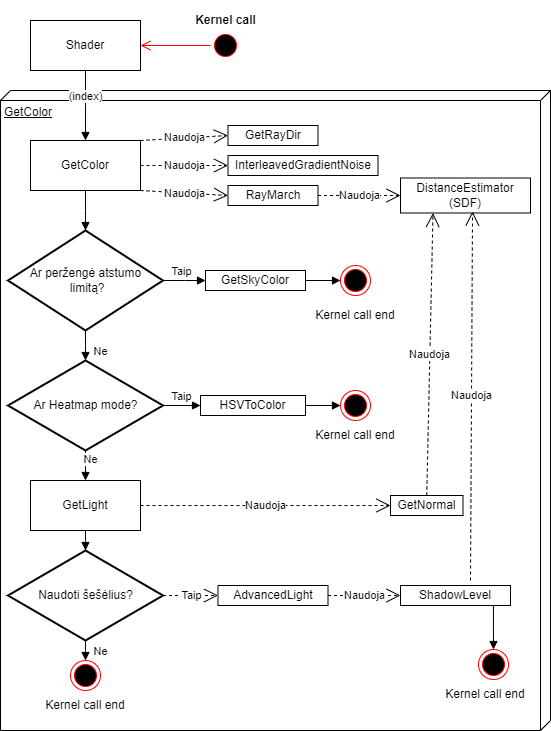 Kernel call
Shader
(index)
GetColor
GetColor
Naudoja
GetRayDir
Naudoja
InterleavedGradientNoise
Naudoja
RayMarch
Naudoja
DistanceEstimator
(SDF)
Ar peržengė atstumo
limitą?
Taip
GetSkyColor
Kernel call end
Ne
Naudoja
Ar Heatmap mode?
Taip
HSVToColor
Naudoja
Kernel call end
Ne
GetLight
Naudoja
GetNormal
Naudoti šešėlius?
Taip
AdvancedLight
Naudoja
ShadowLevel
Ne
Kernel call end
Kernel call end